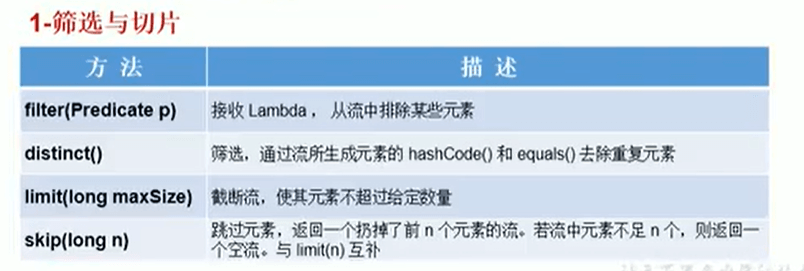 1-筛选与切片
方 法 描 述
filter(Predicate p) 接收 Lambda ， 从流中排除某些元素
distinct() 筛选，通过流所生成元素的 hashCode() 和 equals() 去除重复元素
limit(long maxSize) 截断流，使其元素不超过给定数量
skip(long n) 跳过元素，返回一个扔掉了前 n 个元素的流。若流中元素不足 n 个，则返回一
个空流。与 limit(n) 互补